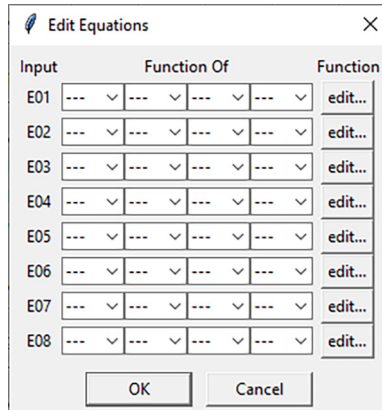 Edit Equations
Input Function Of Function
E01 --- --- --- --- edit...
E02 --- --- --- --- edit...
E03 --- --- --- --- edit...
E04 --- --- --- --- edit...
E05 --- --- --- --- edit...
E06 --- --- --- --- edit...
E07 --- --- --- --- edit...
E08 --- --- --- --- edit...
OK Cancel